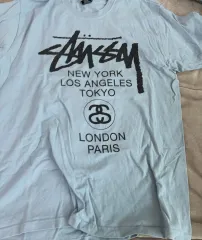 Stüssy
NEW YORK
LOS ANGELES
TOKYO
LONDON
PARIS